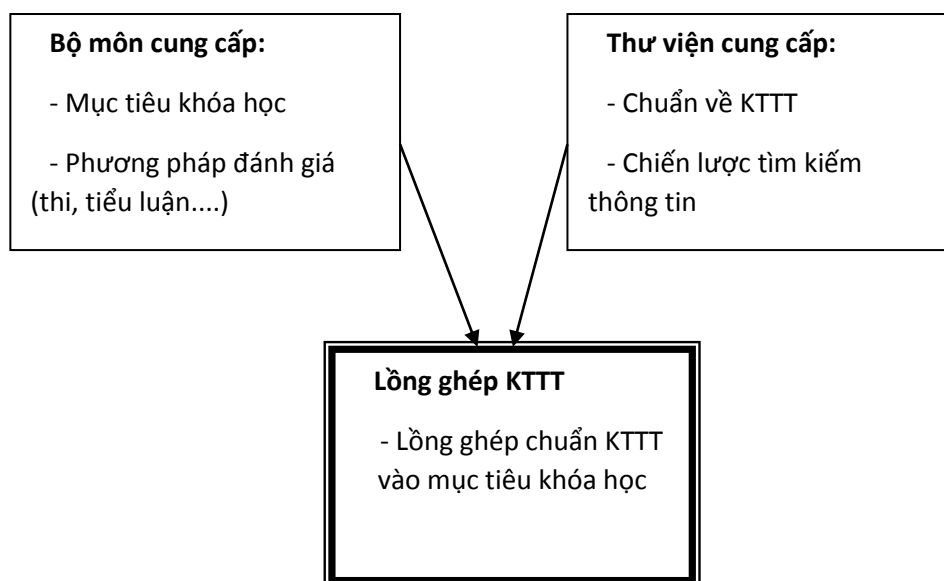 Bộ môn cung cấp:
- Mục tiêu khóa học
- Phương pháp đánh giá
(thi, tiểu luận....)
Thư viện cung cấp:
- Chuẩn về KTTT
- Chiến lược tìm kiếm
thông tin
Lồng ghép KTTT
- Lồng ghép chuẩn KTTT
vào mục tiêu khóa học